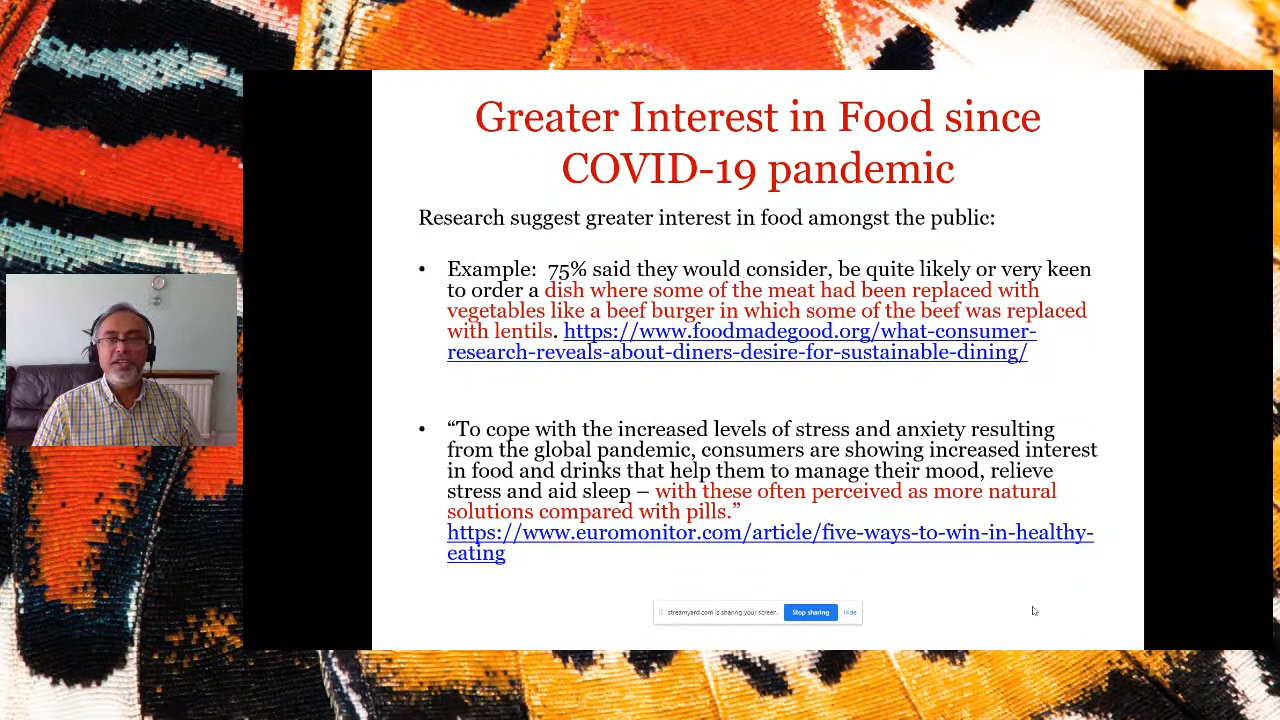 Greater Interest in Food since
COVID-19 pandemic
Research suggest greater interest in food amongst the public:
• Example:  75% said they would consider, be quite likely or very keen
to order a dish where some of the meat had been replaced with
vegetables like a beef burger in which some of the beef was replaced
with lentils. https://www.foodmadegood.org/what-consumer-
research-reveals-about-diners-desire-for-sustainable-dining/
• “To cope with the increased levels of stress and anxiety resulting
from the global pandemic, consumers are showing increased interest
in food and drinks that help them to manage their mood, relieve
stress and aid sleep – with these often perceived as more natural
solutions compared with pills.”
https://www.euromonitor.com/article/five-ways-to-win-in-healthy-
eating
streamyard.com is sharing your screen. Stop sharing Hide